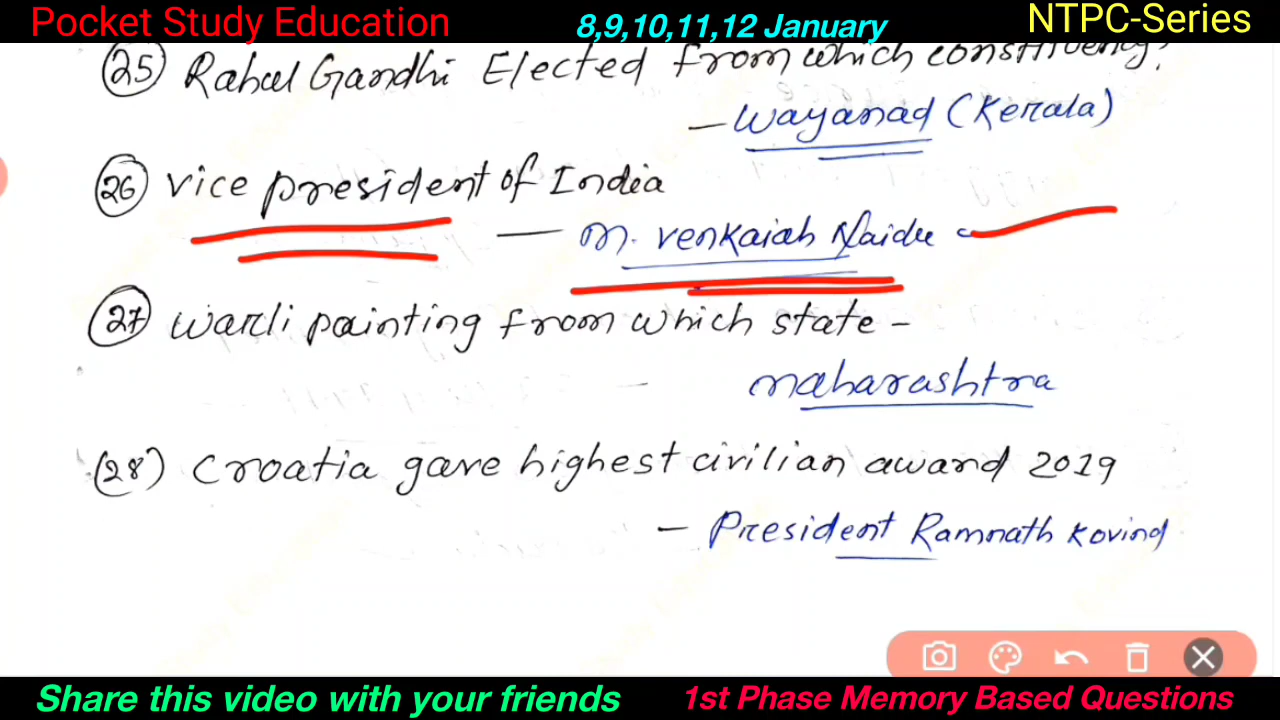 Pocket Study Education
8,9,10,11,12 January
NTPC-Series
(25) Rahul Gandhi Elected from which constituency?
— Wayanad (Kerala)
(26) vice president of India
— M. Venkaiah Naidu
(27) Warli painting from which state –
Maharashtra
(28) Croatia gave highest civilian award 2019
– President Ramnath Kovind
Share this video with your friends
1st Phase Memory Based Questions